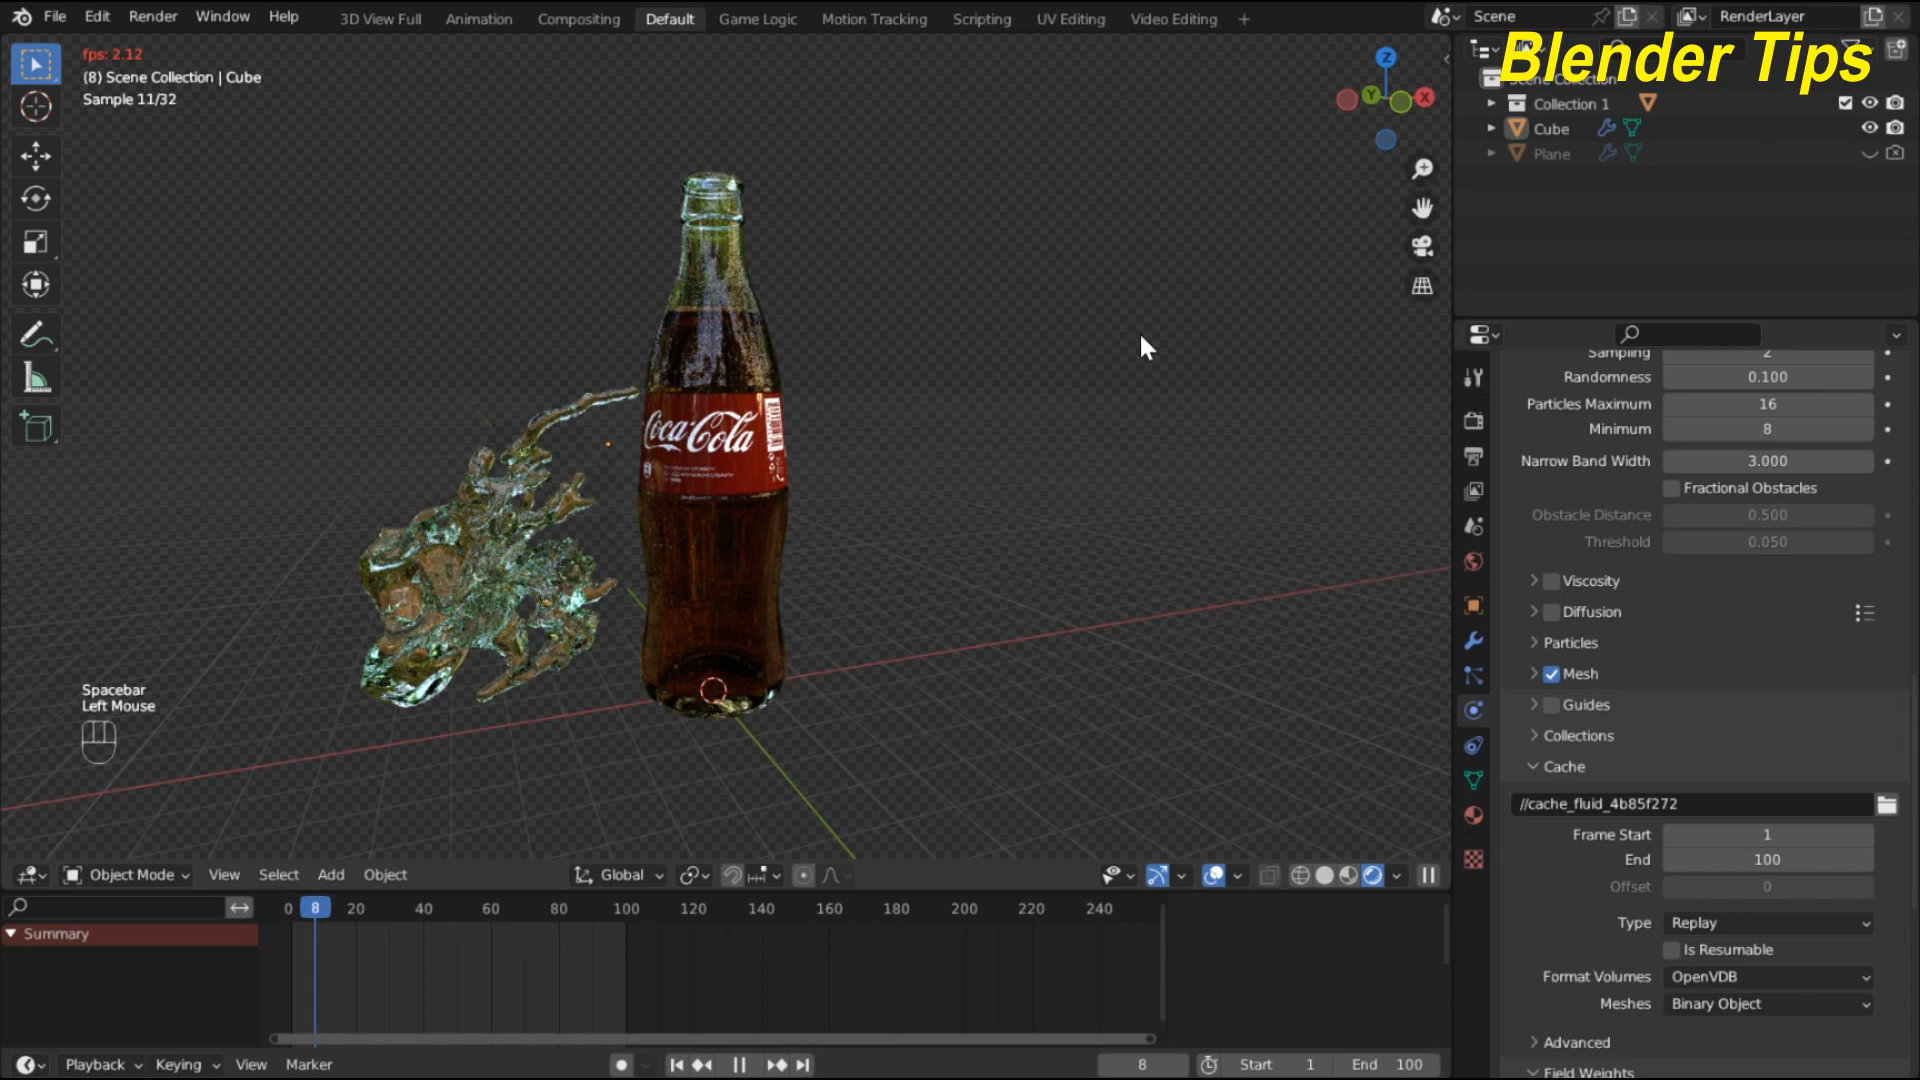 File Edit Render Window Help
3D View Full Animation Compositing Default Game Logic Motion Tracking Scripting UV Editing Video Editing +
Scene RenderLayer
Blender Tips
fps: 2.12
(8) Scene Collection | Cube
Sample 11/32
Z
Y
X
Scene Collection
Collection 1
Cube
Plane
Coca-Cola
Sampling 2
Randomness 0.100
Particles Maximum 16
Minimum 8
Narrow Band Width 3.000
Fractional Obstacles
Obstacle Distance 0.500
Threshold 0.050
Viscosity
Diffusion
Particles
Mesh
Guides
Collections
Cache
//cache_fluid_4b85f272
Frame Start 1
End 100
Offset 0
Type Replay
Is Resumable
Format Volumes OpenVDB
Meshes Binary Object
Advanced
Field Weights
Spacebar
Left Mouse
Object Mode View Select Add Object Global
0 8 20 40 60 80 100 120 140 160 180 200 220 240
Summary
Playback Keying View Marker 8 Start 1 End 100